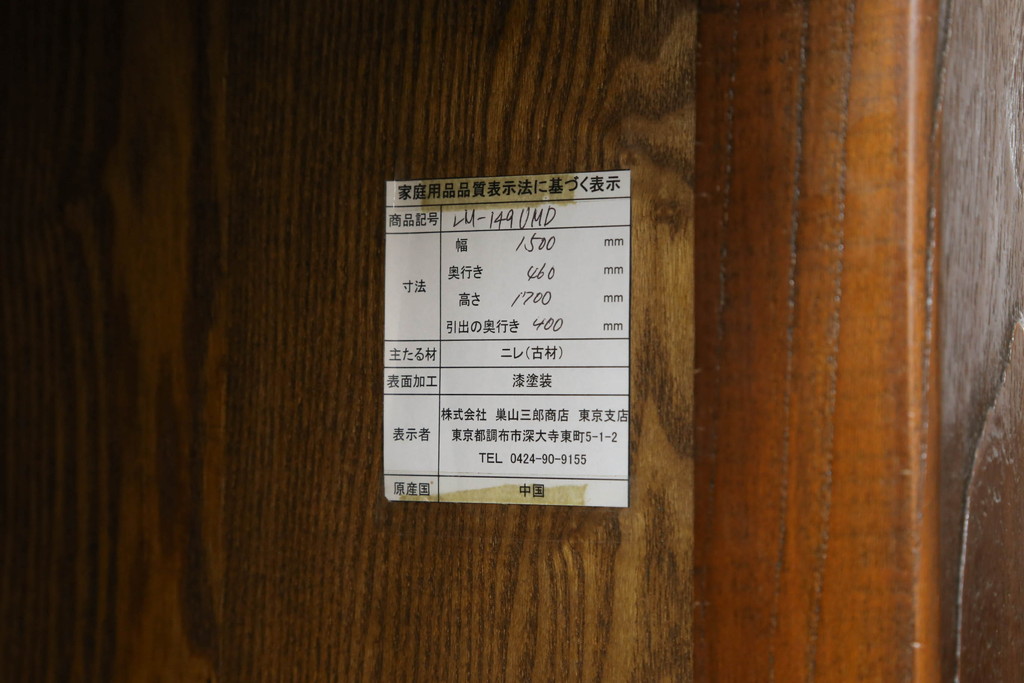 家庭用品品質表示法に基づく表示
商品記号 LM-149UMD
寸法
幅 1500 mm
奥行き 460 mm
高さ 1700 mm
引出の奥行き 400 mm
主たる材 ニレ(古材)
表面加工 漆塗装
表示者
株式会社 巣山三郎商店 東京支店
東京都調布市深大寺東町5-1-2
TEL 0424-90-9155
原産国 中国